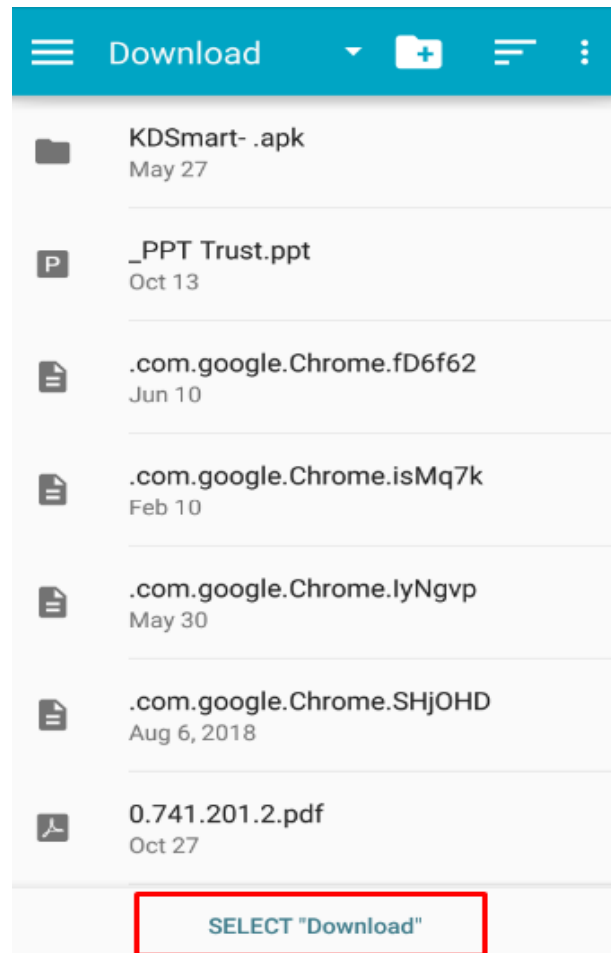 Download
KDSmart- .apk
May 27
P
_PPT Trust.ppt
Oct 13
.com.google.Chrome.fD6f62
Jun 10
.com.google.Chrome.isMq7k
Feb 10
.com.google.Chrome.IyNgvp
May 30
.com.google.Chrome.SHjOHD
Aug 6, 2018
0.741.201.2.pdf
Oct 27
SELECT "Download"